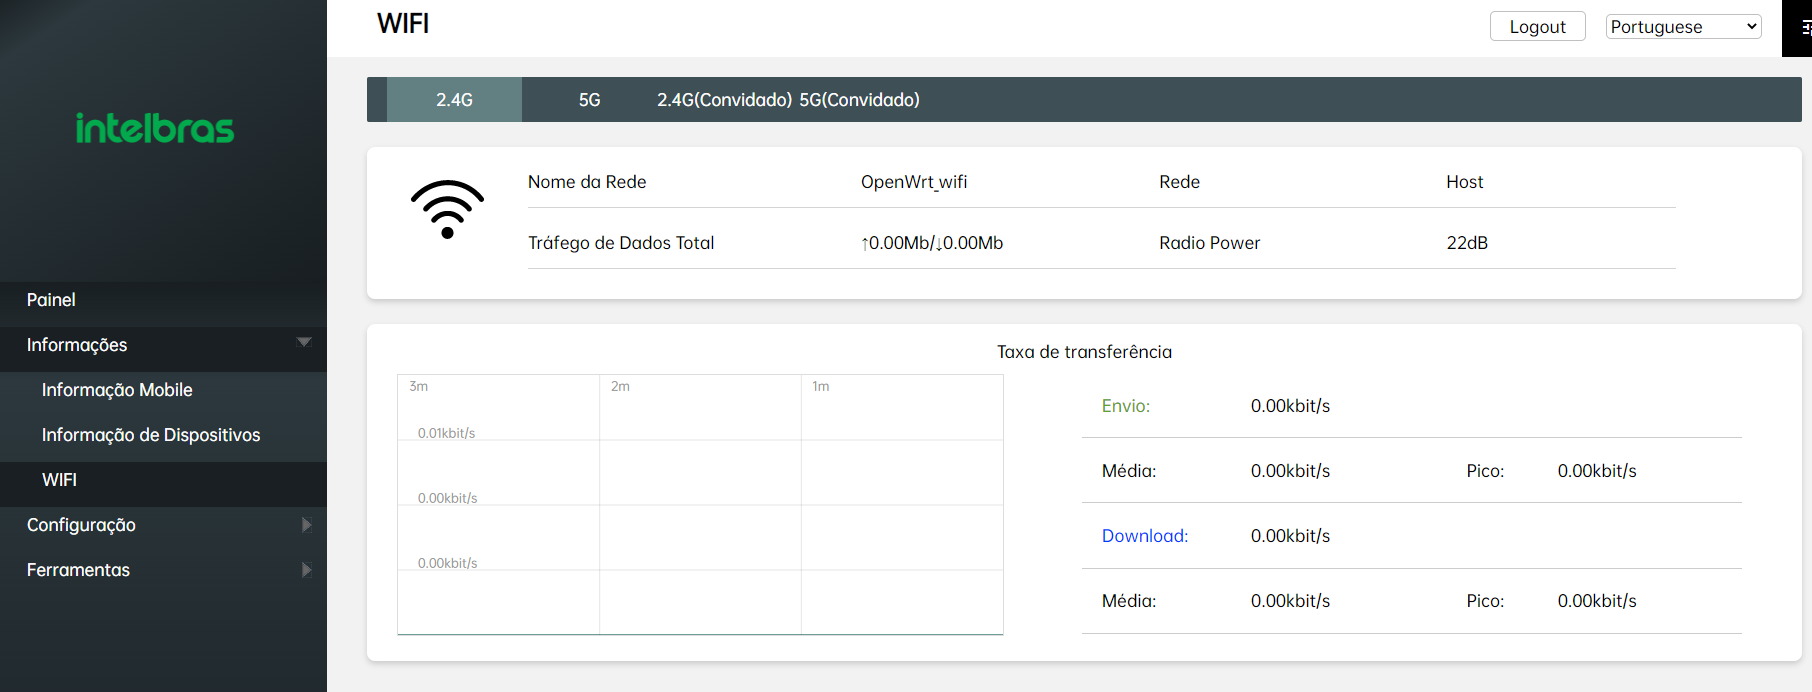 WIFI
Logout
Portuguese
intelbras
2.4G 5G 2.4G(Convidado) 5G(Convidado)
Nome da Rede OpenWrt_wifi Rede Host
Tráfego de Dados Total ↑0.00Mb/↓0.00Mb Radio Power 22dB
Painel
Informações
Informação Mobile
Informação de Dispositivos
WIFI
Configuração
Ferramentas
Taxa de transferência
3m 2m 1m
0.01kbit/s
0.00kbit/s
0.00kbit/s
Envio: 0.00kbit/s
Média: 0.00kbit/s Pico: 0.00kbit/s
Download: 0.00kbit/s
Média: 0.00kbit/s Pico: 0.00kbit/s